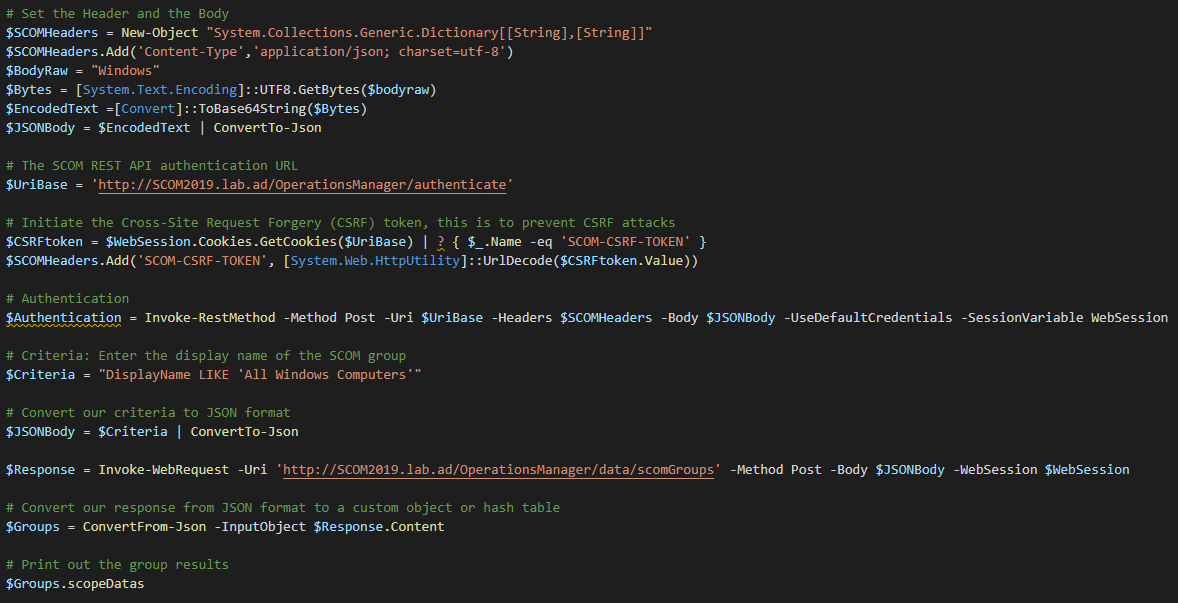 # Set the Header and the Body
$SCOMHeaders = New-Object "System.Collections.Generic.Dictionary[[String],[String]]"
$SCOMHeaders.Add('Content-Type','application/json; charset=utf-8')
$BodyRaw = "Windows"
$Bytes = [System.Text.Encoding]::UTF8.GetBytes($bodyraw)
$EncodedText =[Convert]::ToBase64String($Bytes)
$JSONBody = $EncodedText | ConvertTo-Json
# The SCOM REST API authentication URL
$UriBase = 'http://SCOM2019.lab.ad/OperationsManager/authenticate'
# Initiate the Cross-Site Request Forgery (CSRF) token, this is to prevent CSRF attacks
$CSRFtoken = $WebSession.Cookies.GetCookies($UriBase) | ? { $_.Name -eq 'SCOM-CSRF-TOKEN' }
$SCOMHeaders.Add('SCOM-CSRF-TOKEN', [System.Web.HttpUtility]::UrlDecode($CSRFtoken.Value))
# Authentication
$Authentication = Invoke-RestMethod -Method Post -Uri $UriBase -Headers $SCOMHeaders -Body $JSONBody -UseDefaultCredentials -SessionVariable WebSession
# Criteria: Enter the display name of the SCOM group
$Criteria = "DisplayName LIKE 'All Windows Computers'"
# Convert our criteria to JSON format
$JSONBody = $Criteria | ConvertTo-Json
$Response = Invoke-WebRequest -Uri 'http://SCOM2019.lab.ad/OperationsManager/data/scomGroups' -Method Post -Body $JSONBody -WebSession $WebSession
# Convert our response from JSON format to a custom object or hash table
$Groups = ConvertFrom-Json -InputObject $Response.Content
# Print out the group results
$Groups.scopeDatas